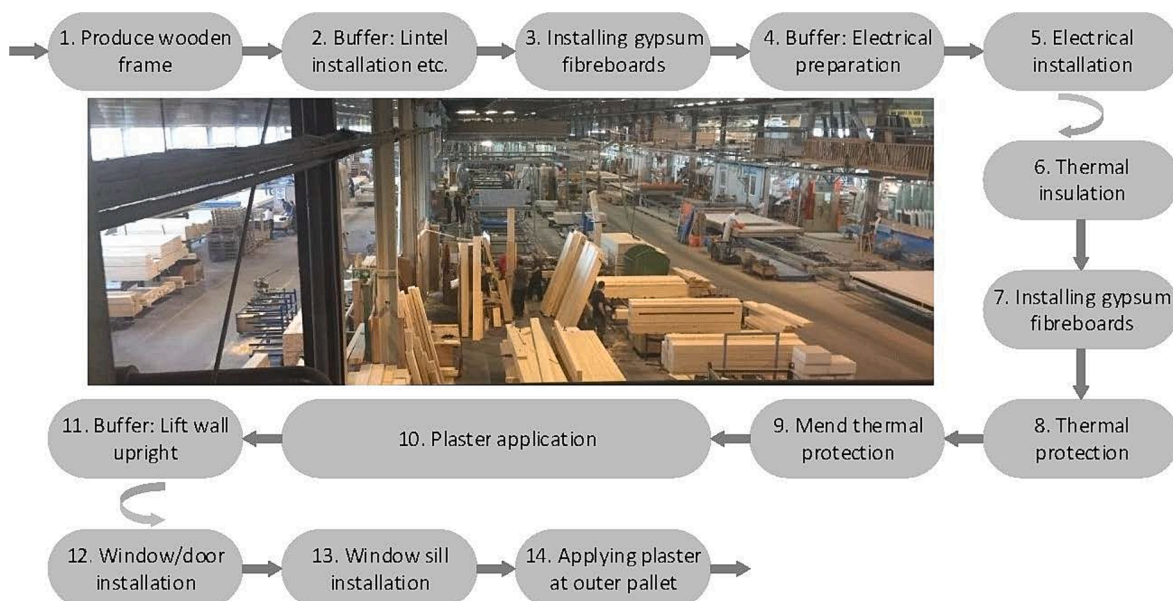 1. Produce wooden
frame
2. Buffer: Lintel
installation etc.
3. Installing gypsum
fibreboards
4. Buffer: Electrical
preparation
5. Electrical
installation
6. Thermal
insulation
7. Installing gypsum
fibreboards
8. Thermal
protection
9. Mend thermal
protection
10. Plaster application
11. Buffer: Lift wall
upright
12. Window/door
installation
13. Window sill
installation
14. Applying plaster
at outer pallet